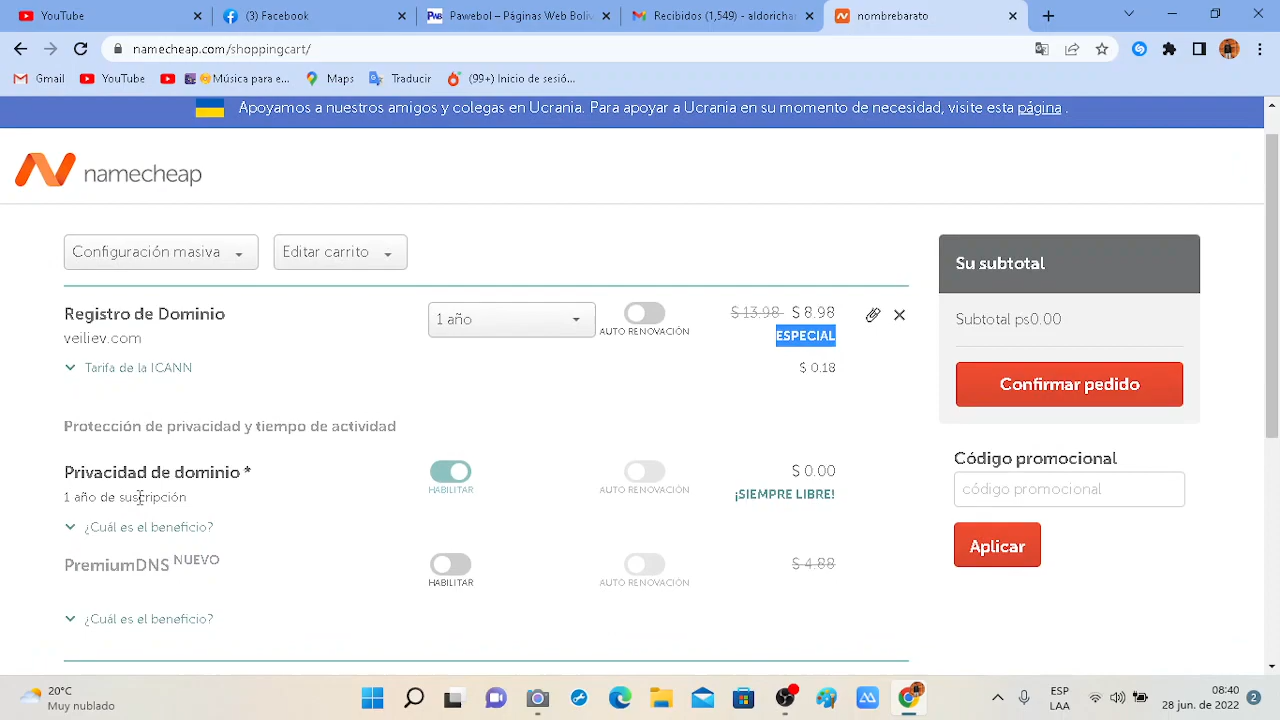 YouTube
(3) Facebook
Pawebol – Páginas Web Boliv
Recibidos (1,549) - aldorichar
nombrebarato
namecheap.com/shoppingcart/
Gmail
YouTube
Música para e...
Maps
Traducir
(99+) Inicio de sesió...
Apoyamos a nuestros amigos y colegas en Ucrania. Para apoyar a Ucrania en su momento de necesidad, visite esta página .
namecheap
Configuración masiva
Editar carrito
Su subtotal
Registro de Dominio
1 año
AUTO RENOVACIÓN
$ 13.98 $ 8.98
ESPECIAL
veiliex.com
Subtotal ps0.00
Tarifa de la ICANN
$ 0.18
Confirmar pedido
Protección de privacidad y tiempo de actividad
Código promocional
Privacidad de dominio *
HABILITAR
AUTO RENOVACIÓN
$ 0.00
¡SIEMPRE LIBRE!
código promocional
1 año de suscripción
¿Cuál es el beneficio?
Aplicar
PremiumDNS NUEVO
HABILITAR
AUTO RENOVACIÓN
$ 4.88
¿Cuál es el beneficio?
20°C
Muy nublado
ESP
LAA
08:40
28 jun. de 2022
2